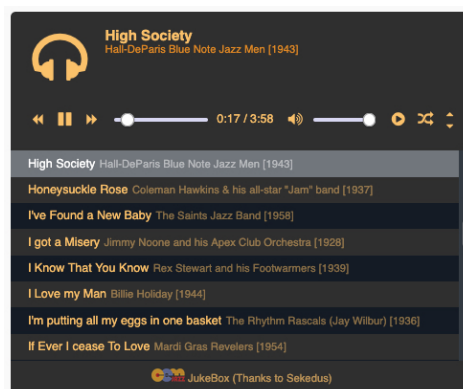 High Society
Hall-DeParis Blue Note Jazz Men [1943]
0:17 / 3:58
High Society Hall-DeParis Blue Note Jazz Men [1943]
Honeysuckle Rose Coleman Hawkins & his all-star "Jam" band [1937]
I've Found a New Baby The Saints Jazz Band [1958]
I got a Misery Jimmy Noone and his Apex Club Orchestra [1928]
I Know That You Know Rex Stewart and his Footwarmers [1939]
I Love my Man Billie Holiday [1944]
I'm putting all my eggs in one basket The Rhythm Rascals (Jay Wilbur) [1936]
If Ever I cease To Love Mardi Gras Revelers [1954]
JukeBox (Thanks to Sekedus)